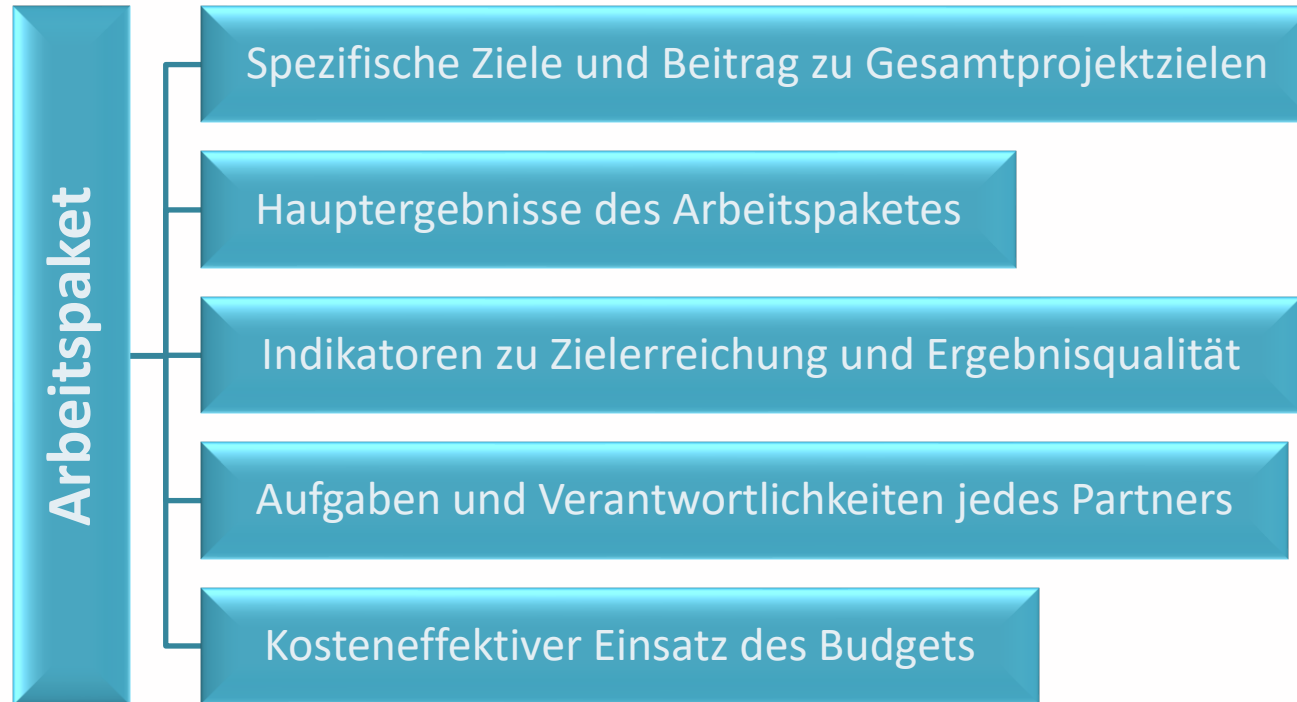 Arbeitspaket
Spezifische Ziele und Beitrag zu Gesamtprojektzielen
Hauptergebnisse des Arbeitspaketes
Indikatoren zu Zielerreichung und Ergebnisqualität
Aufgaben und Verantwortlichkeiten jedes Partners
Kosteneffektiver Einsatz des Budgets